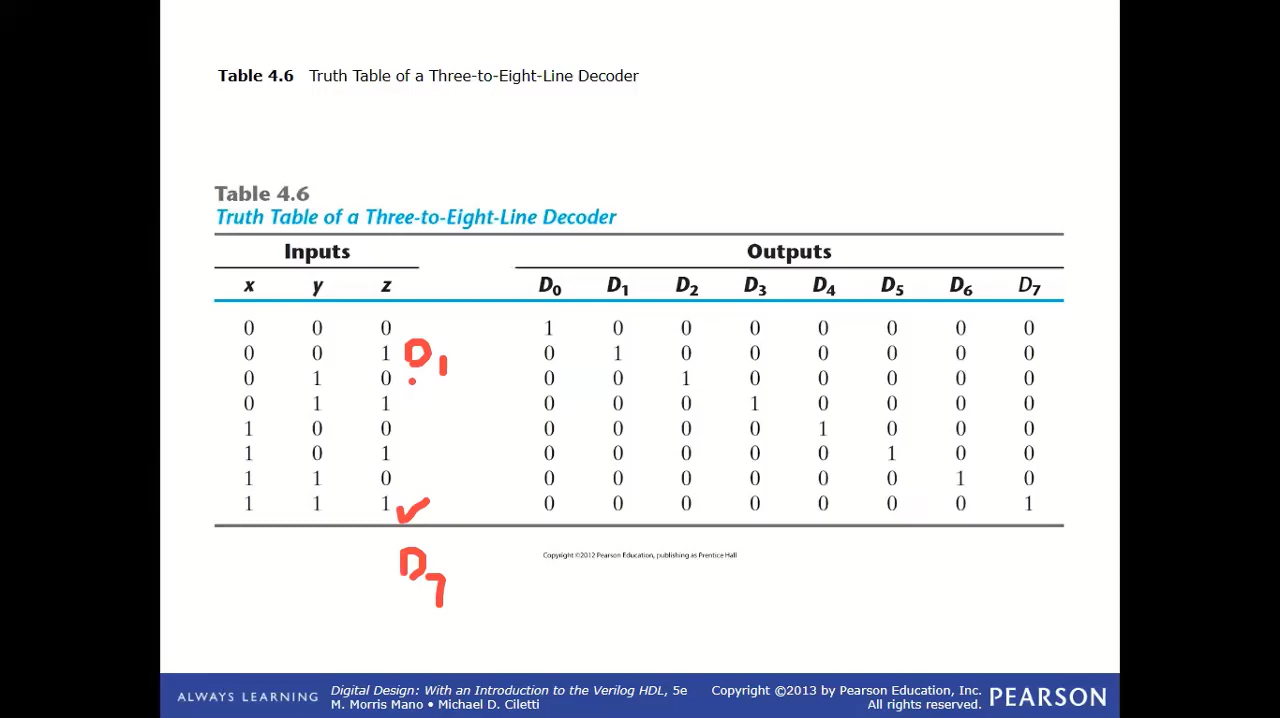 Table 4.6 Truth Table of a Three-to-Eight-Line Decoder
Table 4.6
Truth Table of a Three-to-Eight-Line Decoder
Inputs Outputs
x y z D0 D1 D2 D3 D4 D5 D6 D7
0 0 0 1 0 0 0 0 0 0 0
0 0 1 D1 0 1 0 0 0 0 0 0
0 1 0 0 0 1 0 0 0 0 0
0 1 1 0 0 0 1 0 0 0 0
1 0 0 0 0 0 0 1 0 0 0
1 0 1 0 0 0 0 0 1 0 0
1 1 0 0 0 0 0 0 0 1 0
1 1 1 0 0 0 0 0 0 0 1
Copyright ©2012 Pearson Education, publishing as Prentice Hall
D7
ALWAYS LEARNING
Digital Design: With an Introduction to the Verilog HDL, 5e
M. Morris Mano • Michael D. Ciletti
Copyright ©2013 by Pearson Education, Inc.
All rights reserved.
PEARSON